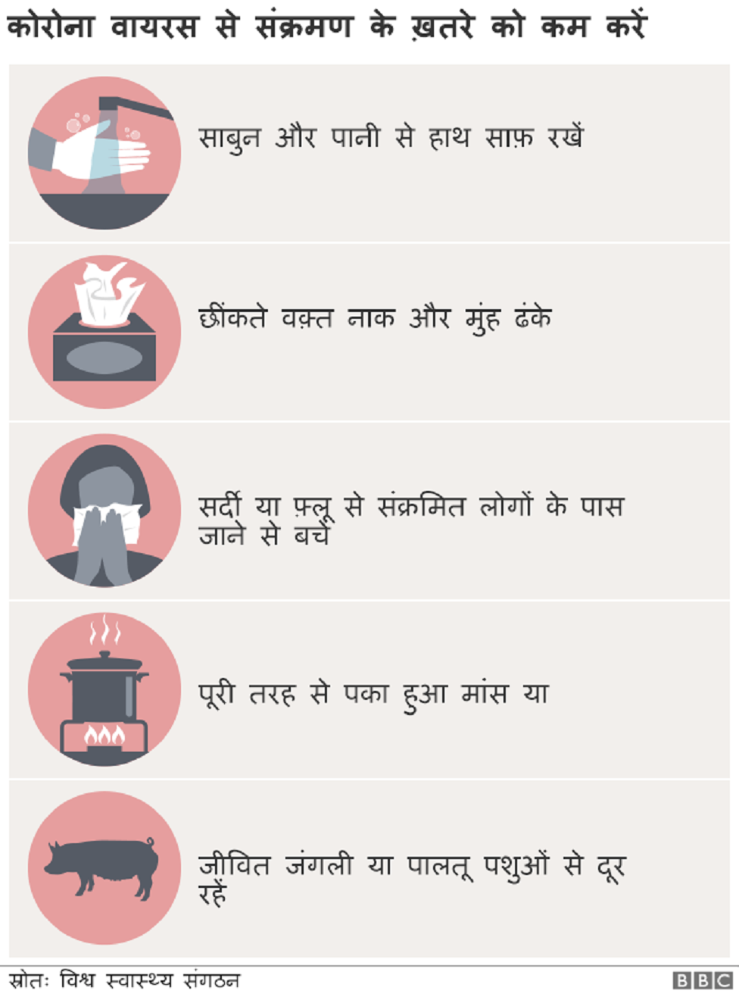 कोरोना वायरस से संक्रमण के ख़तरे को कम करें
साबुन और पानी से हाथ साफ़ रखें
छींकते वक़्त नाक और मुंह ढंके
सर्दी या फ़्लू से संक्रमित लोगों के पास
जाने से बचें
पूरी तरह से पका हुआ मांस या
जीवित जंगली या पालतू पशुओं से दूर
रहें
स्रोतः विश्व स्वास्थ्य संगठन
BBC